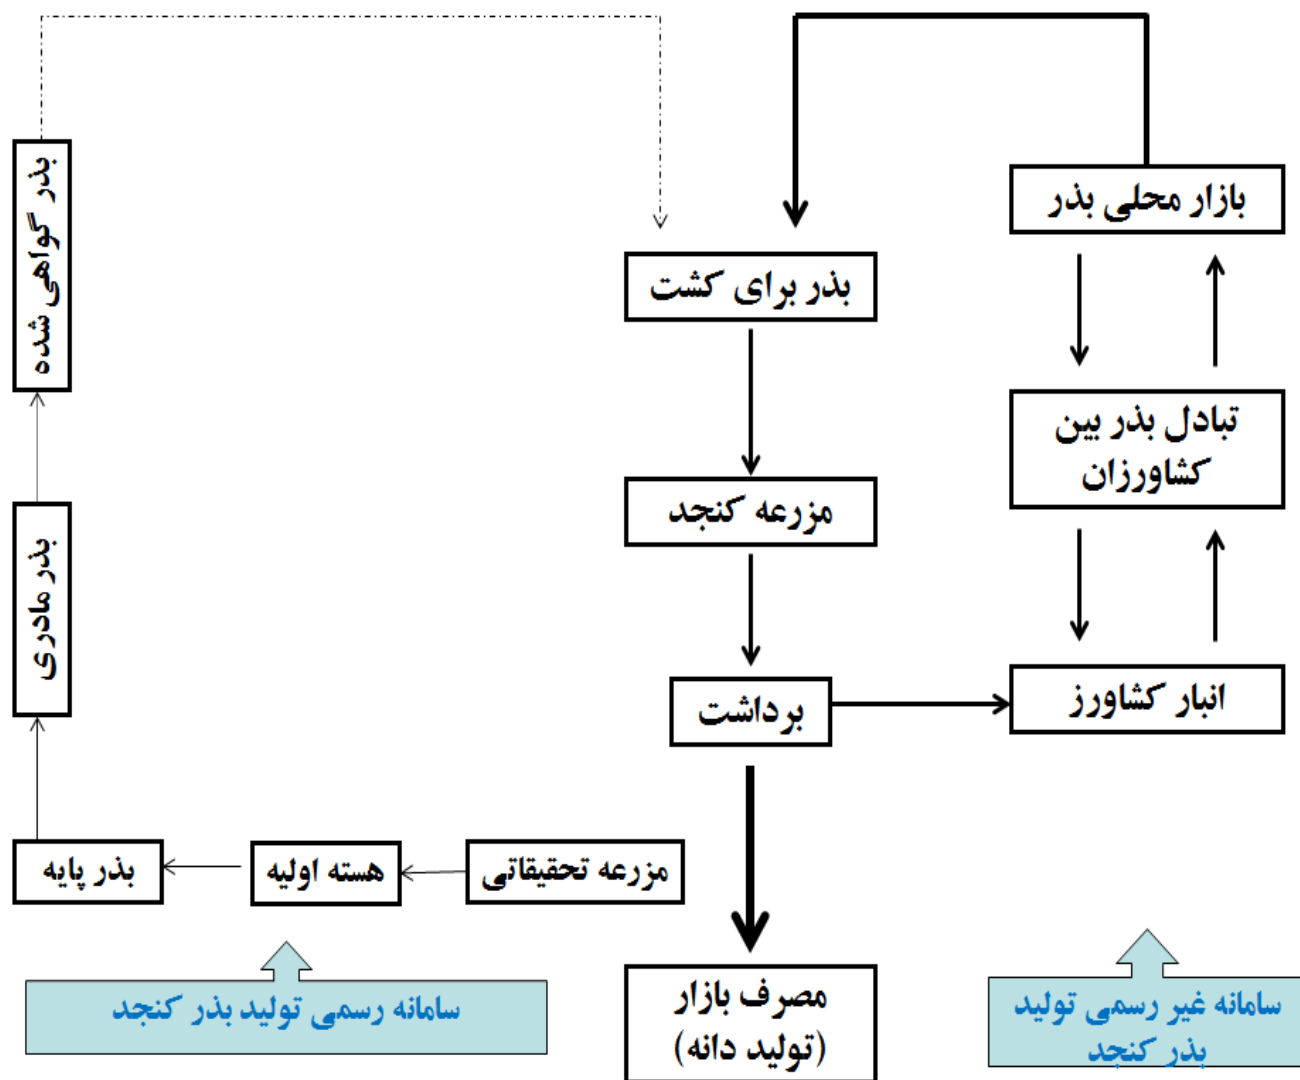 بازار محلی بذر
بذر گواهی شده
بذر برای کشت
تبادل بذر بین
کشاورزان
مزرعه کنجد
بذر مادری
انبار کشاورز
برداشت
مزرعه تحقیقاتی
هسته اولیه
بذر پایه
سامانه غیر رسمی تولید
بذر کنجد
مصرف بازار
(تولید دانه)
سامانه رسمی تولید بذر کنجد